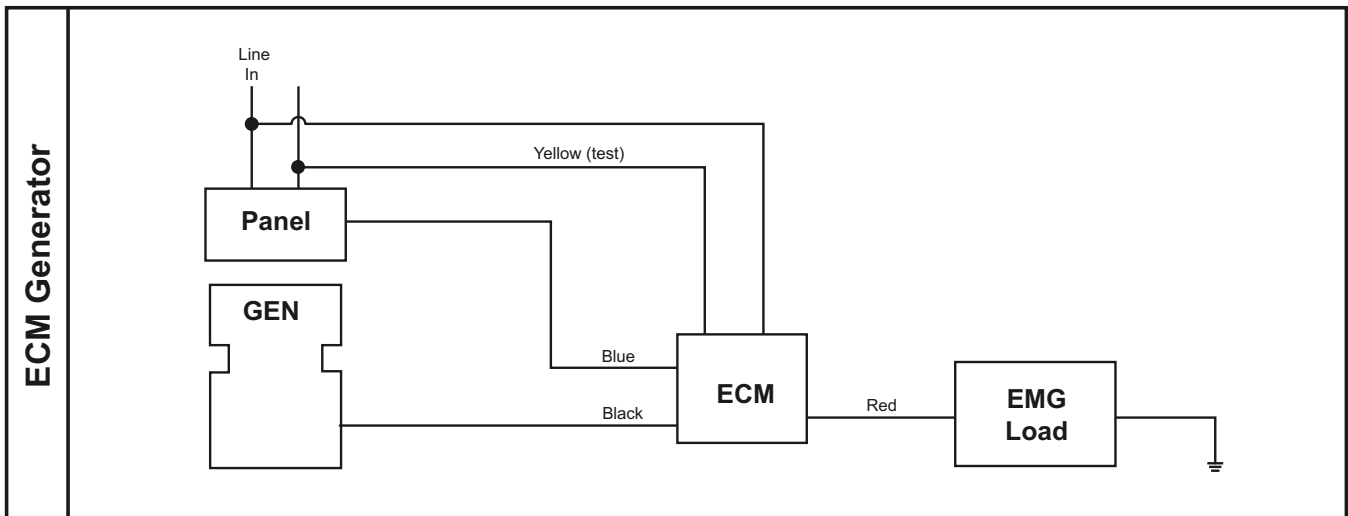 ECM Generator
Line
In
Yellow (test)
Panel
GEN
Blue
Black
ECM
Red
EMG
Load